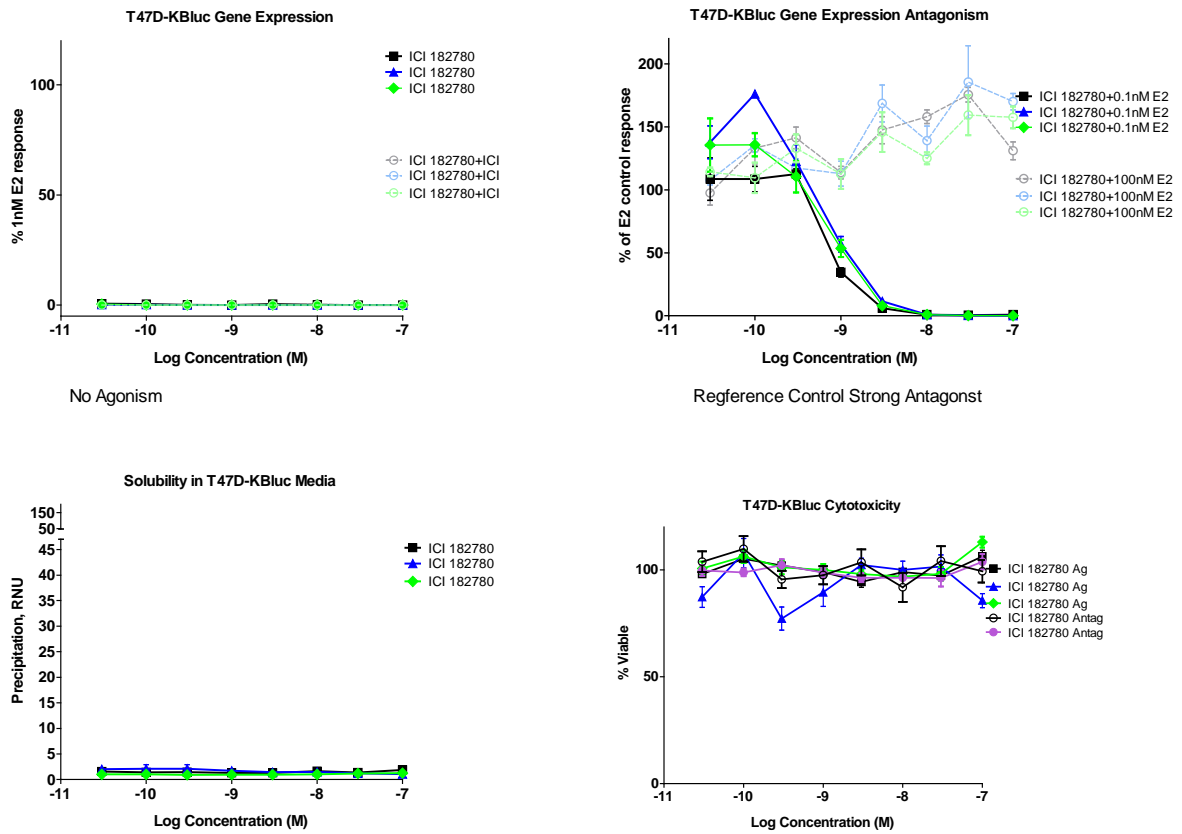 T47D-KBluc Gene Expression
% 1nM E2 response
100
50
0
-11 -10 -9 -8 -7
Log Concentration (M)
ICI 182780
ICI 182780
ICI 182780
ICI 182780+ICI
ICI 182780+ICI
ICI 182780+ICI
No Agonism
T47D-KBluc Gene Expression Antagonism
% of E2 control response
200
150
100
50
0
-11 -10 -9 -8 -7
Log Concentration (M)
ICI 182780+0.1nM E2
ICI 182780+0.1nM E2
ICI 182780+0.1nM E2
ICI 182780+100nM E2
ICI 182780+100nM E2
ICI 182780+100nM E2
Regference Control Strong Antagonst
Solubility in T47D-KBluc Media
Precipitation, RNU
150
50
45
40
35
30
25
20
15
10
5
0
-11 -10 -9 -8 -7
Log Concentration (M)
ICI 182780
ICI 182780
ICI 182780
T47D-KBluc Cytotoxicity
% Viable
100
50
0
-11 -10 -9 -8 -7
Log Concentration (M)
ICI 182780 Ag
ICI 182780 Ag
ICI 182780 Ag
ICI 182780 Antag
ICI 182780 Antag